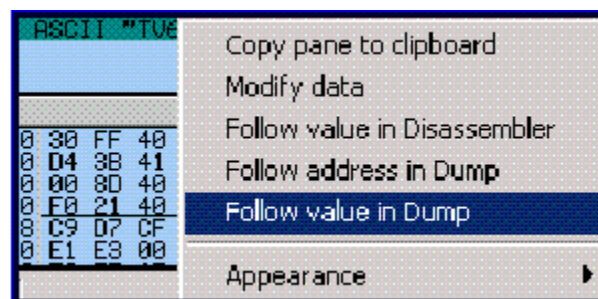 ASCII "TV6
Copy pane to clipboard
Modify data
Follow value in Disassembler
Follow address in Dump
Follow value in Dump
Appearance
0 30 FF 40
0 D4 3B 41
0 00 8D 40
0 F0 21 40
8 C9 D7 CF
0 E1 E3 00